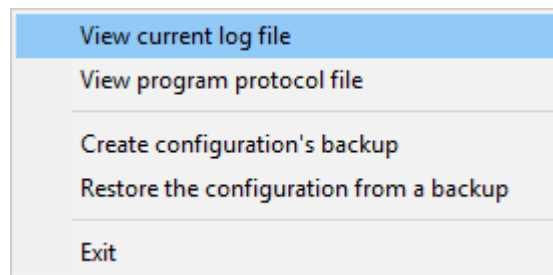 View current log file
View program protocol file
Create configuration's backup
Restore the configuration from a backup
Exit